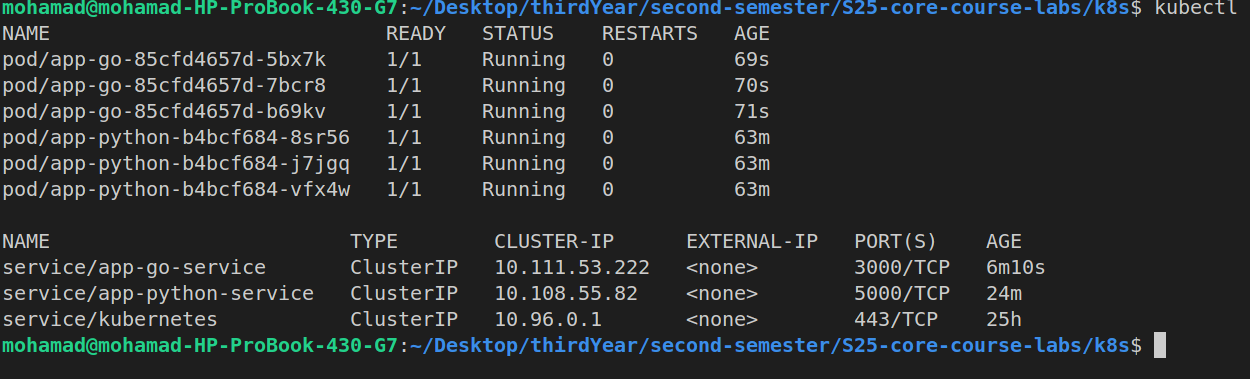 mohamad@mohamad-HP-ProBook-430-G7:~/Desktop/thirdYear/second-semester/S25-core-course-labs/k8s$ kubectl
NAME READY STATUS RESTARTS AGE
pod/app-go-85cfd4657d-5bx7k 1/1 Running 0 69s
pod/app-go-85cfd4657d-7bcr8 1/1 Running 0 70s
pod/app-go-85cfd4657d-b69kv 1/1 Running 0 71s
pod/app-python-b4bcf684-8sr56 1/1 Running 0 63m
pod/app-python-b4bcf684-j7jgq 1/1 Running 0 63m
pod/app-python-b4bcf684-vfx4w 1/1 Running 0 63m
NAME TYPE CLUSTER-IP EXTERNAL-IP PORT(S) AGE
service/app-go-service ClusterIP 10.111.53.222 <none> 3000/TCP 6m10s
service/app-python-service ClusterIP 10.108.55.82 <none> 5000/TCP 24m
service/kubernetes ClusterIP 10.96.0.1 <none> 443/TCP 25h
mohamad@mohamad-HP-ProBook-430-G7:~/Desktop/thirdYear/second-semester/S25-core-course-labs/k8s$